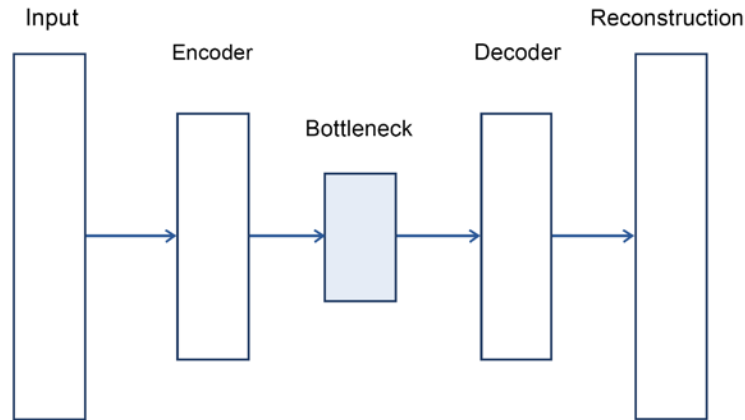 Input
Encoder
Bottleneck
Decoder
Reconstruction